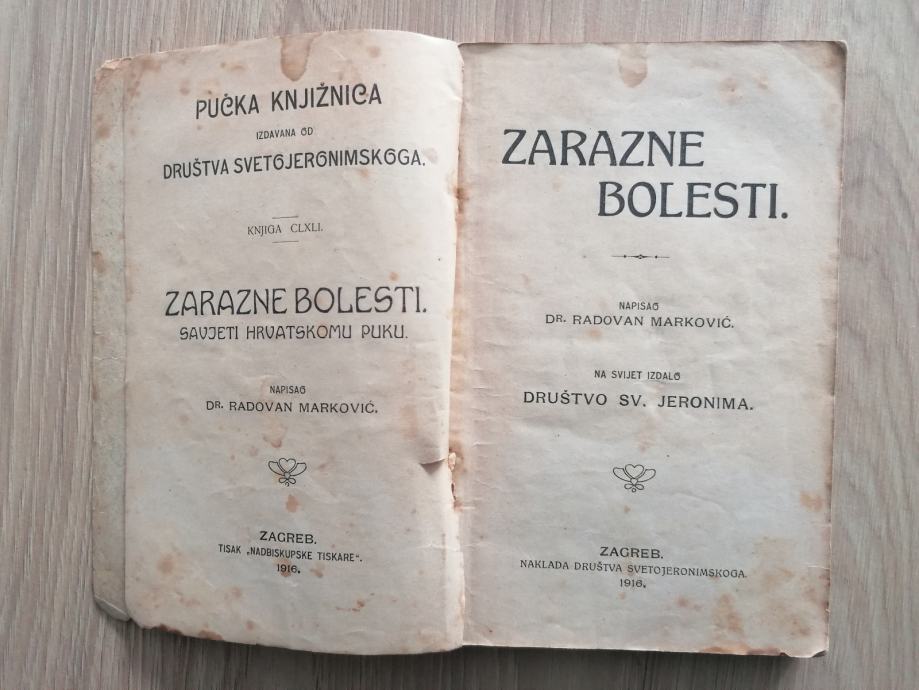 PUČKA KNJIŽNICA
IZDAVANA OD
DRUŠTVA SVETOJERONIMSKOGA.
KNJIGA CLXLI.
ZARAZNE BOLESTI.
SAVJETI HRVATSKOMU PUKU.
NAPISAO
DR. RADOVAN MARKOVIĆ.
ZAGREB.
TISAK „NADBISKUPSKE TISKARE“.
1916.
ZARAZNE
BOLESTI.
NAPISAO
DR. RADOVAN MARKOVIĆ.
NA SVIJET IZDALO
DRUŠTVO SV. JERONIMA.
ZAGREB.
NAKLADA DRUŠTVA SVETOJERONIMSKOGA.
1916.